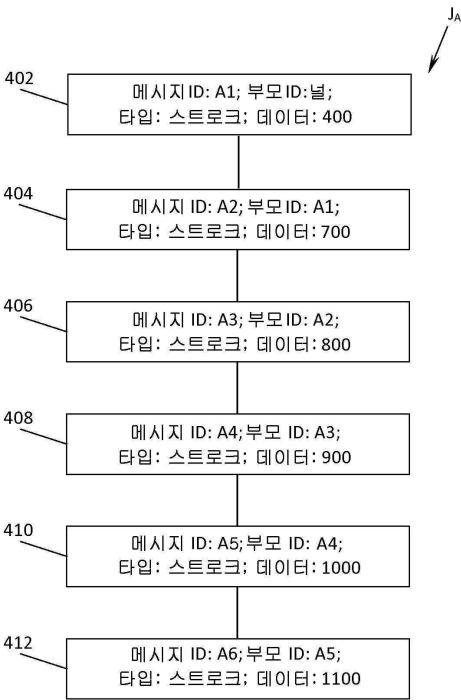 J_A
402
메시지 ID: A1; 부모 ID:널;
타입: 스트로크; 데이터: 400
404
메시지 ID: A2; 부모 ID: A1;
타입: 스트로크; 데이터: 700
406
메시지 ID: A3; 부모 ID: A2;
타입: 스트로크; 데이터: 800
408
메시지 ID: A4; 부모 ID: A3;
타입: 스트로크; 데이터: 900
410
메시지 ID: A5; 부모 ID: A4;
타입: 스트로크; 데이터: 1000
412
메시지 ID: A6; 부모 ID: A5;
타입: 스트로크; 데이터: 1100